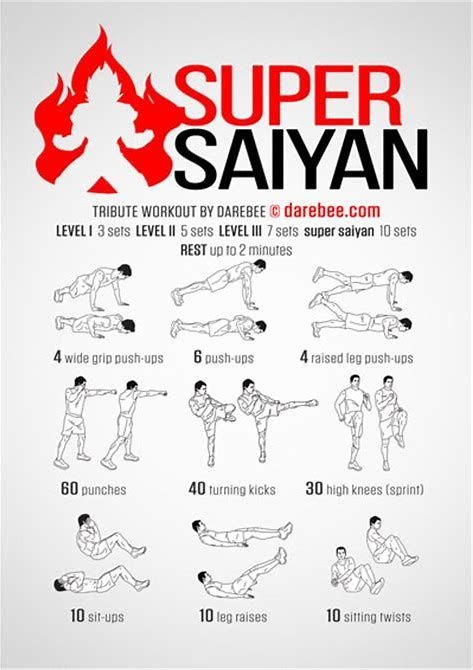 SUPER
SAIYAN
TRIBUTE WORKOUT BY DAREBEE © darebee.com
LEVEL I 3 sets LEVEL II 5 sets LEVEL III 7 sets super saiyan 10 sets
REST up to 2 minutes
4 wide grip push-ups 6 push-ups 4 raised leg push-ups
60 punches 40 turning kicks 30 high knees (sprint)
10 sit-ups 10 leg raises 10 sitting twists